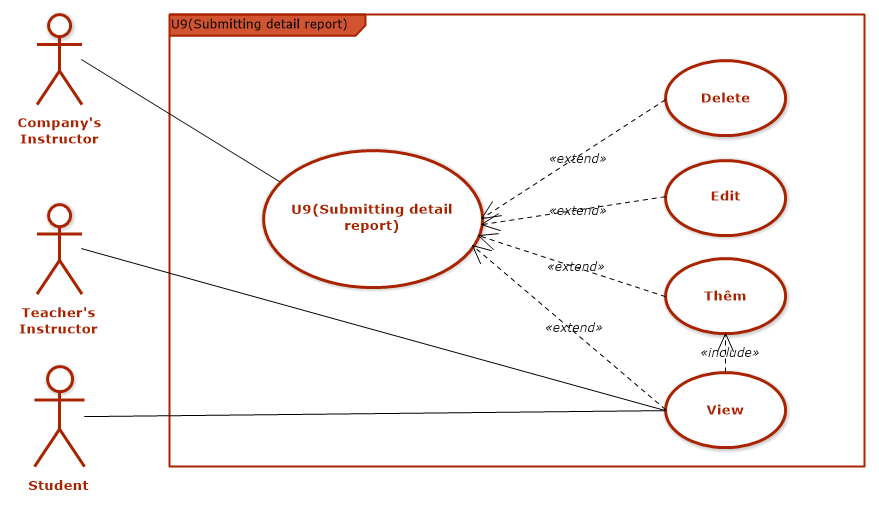 U9(Submitting detail report)
Company's
Instructor
Delete
«extend»
Edit
U9(Submitting detail
report)
«extend»
Teacher's
Instructor
«extend»
Thêm
«extend»
«include»
View
Student